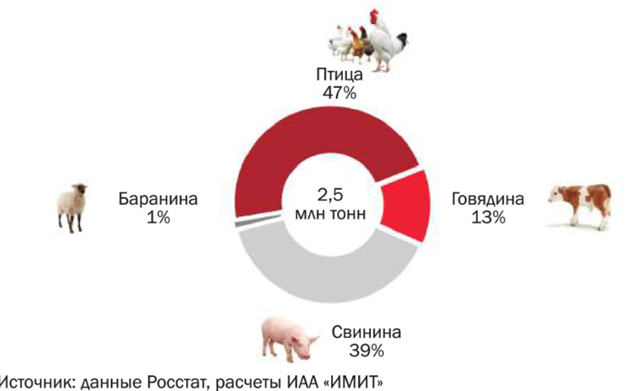 Птица
47%
Баранина
1%
2,5
млн тонн
Говядина
13%
Свинина
39%
Источник: данные Росстат, расчеты ИАА «ИМИТ»